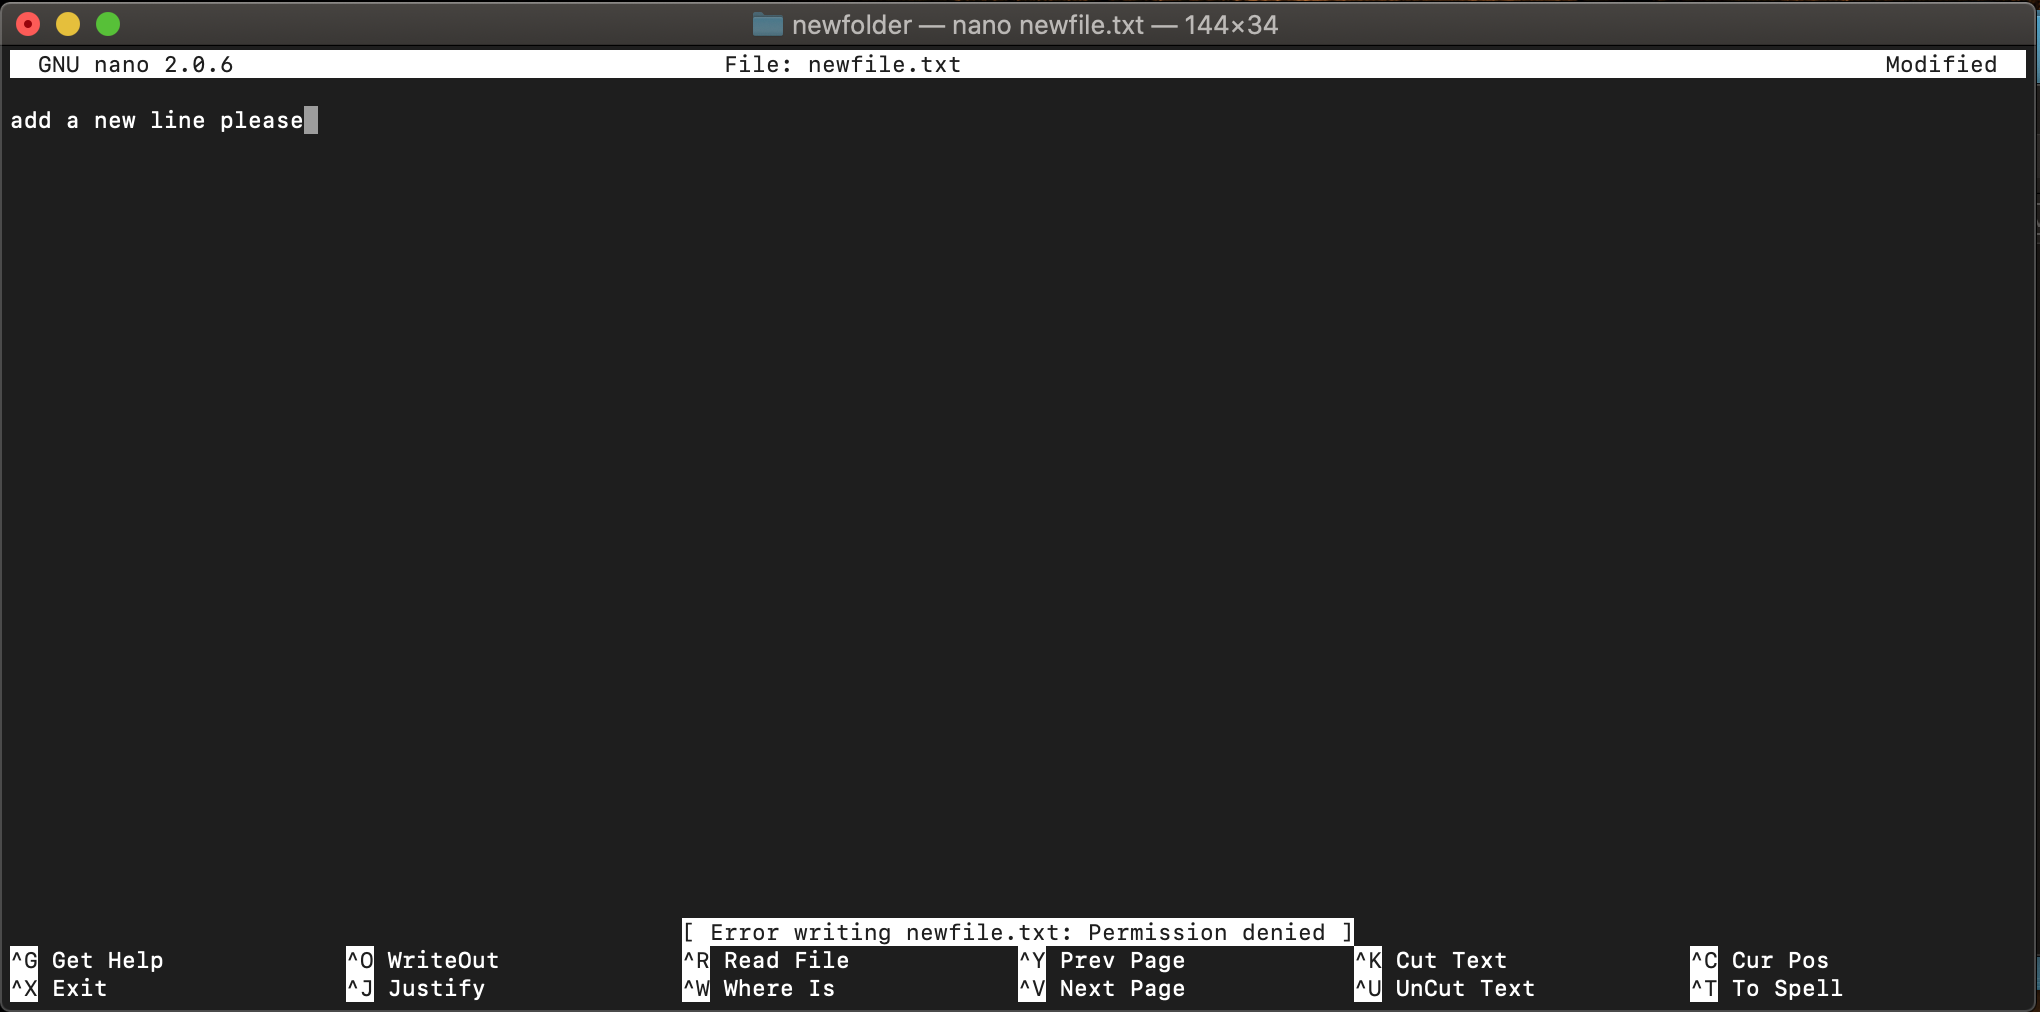 newfolder — nano newfile.txt — 144×34
GNU nano 2.0.6 File: newfile.txt Modified
add a new line please
[ Error writing newfile.txt: Permission denied ]
^G Get Help ^O WriteOut ^R Read File ^Y Prev Page ^K Cut Text ^C Cur Pos
^X Exit ^J Justify ^W Where Is ^V Next Page ^U UnCut Text ^T To Spell